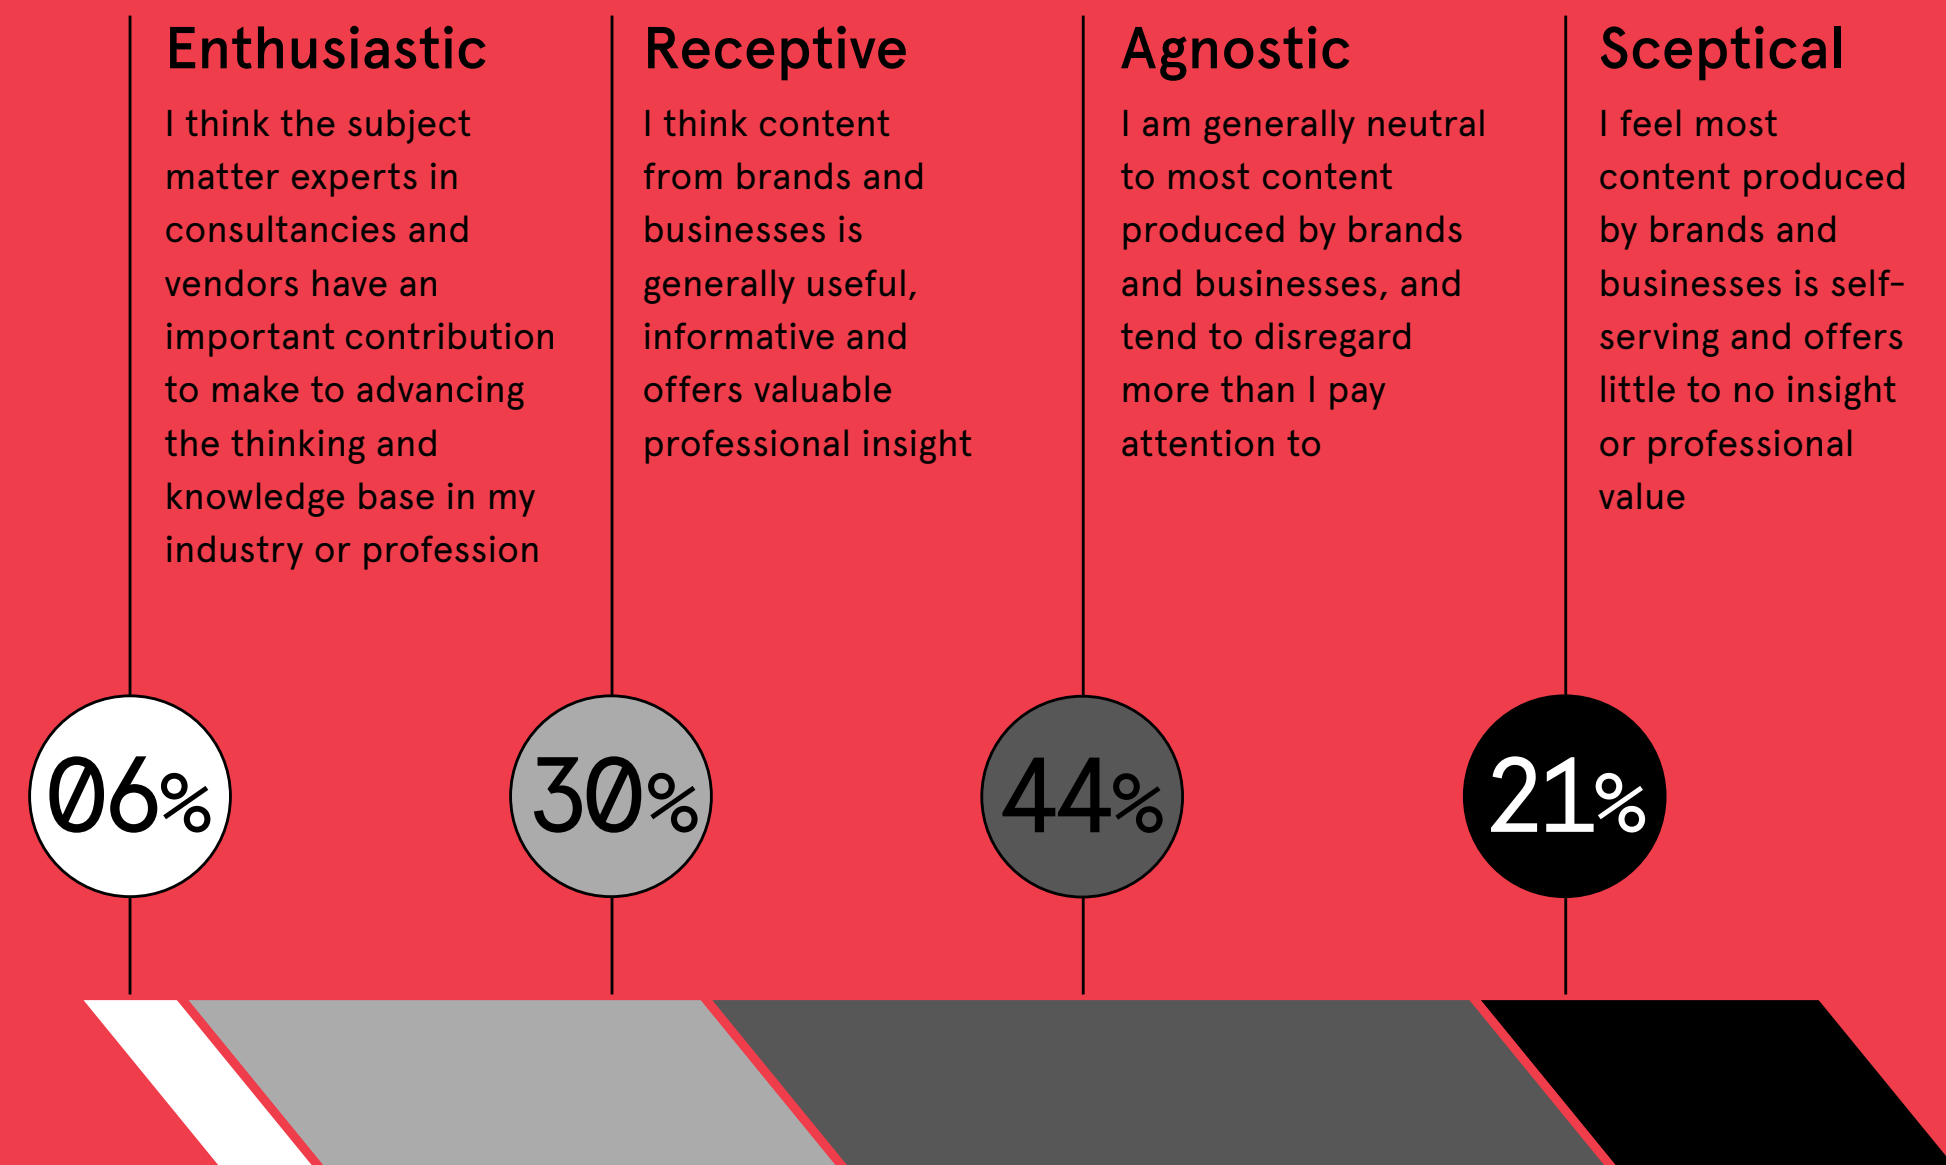 Enthusiastic
I think the subject
matter experts in
consultancies and
vendors have an
important contribution
to make to advancing
the thinking and
knowledge base in my
industry or profession
06%
Receptive
I think content
from brands and
businesses is
generally useful,
informative and
offers valuable
professional insight
30%
Agnostic
I am generally neutral
to most content
produced by brands
and businesses, and
tend to disregard
more than I pay
attention to
44%
Sceptical
I feel most
content produced
by brands and
businesses is self-
serving and offers
little to no insight
or professional
value
21%